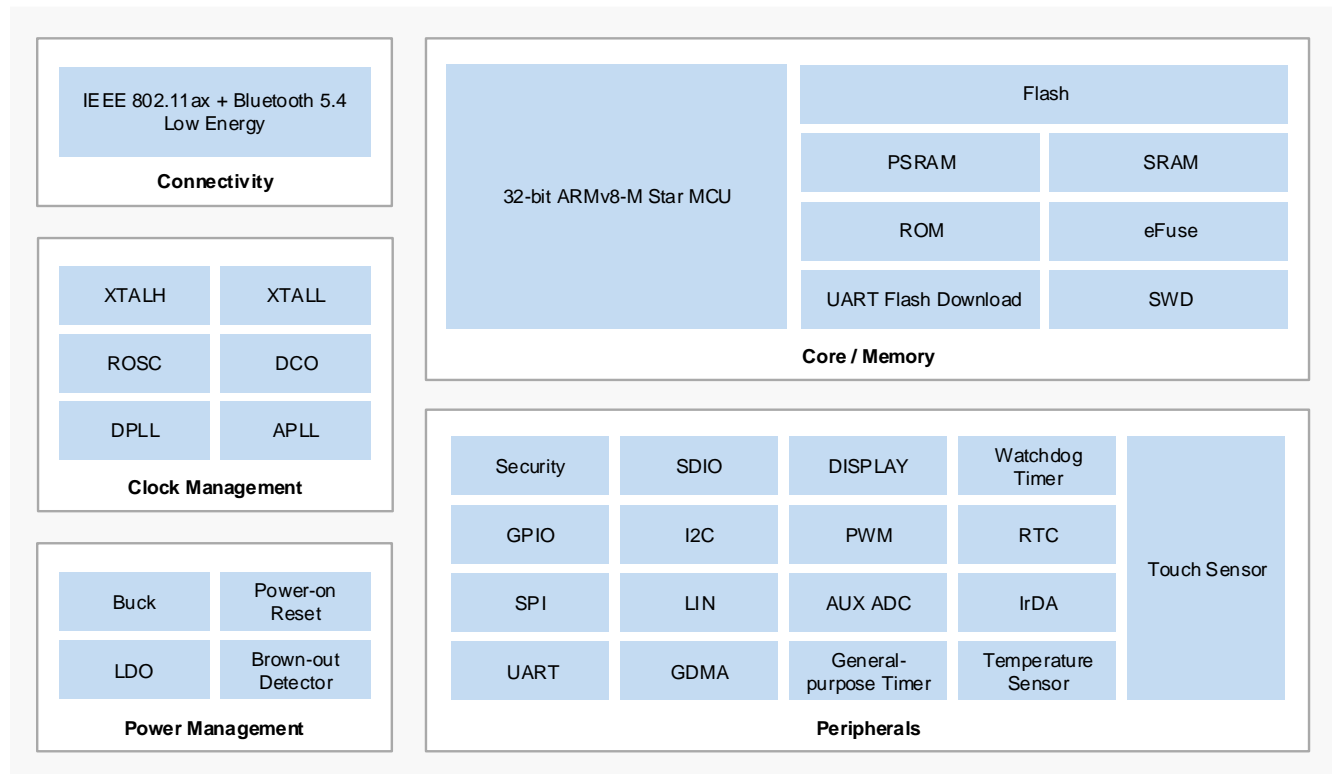 IEEE 802.11ax + Bluetooth 5.4
Low Energy
Connectivity
XTALH
XTALL
ROSC
DCO
DPLL
APLL
Clock Management
Buck
Power-on
Reset
LDO
Brown-out
Detector
Power Management
32-bit ARMv8-M Star MCU
Flash
PSRAM
SRAM
ROM
eFuse
UART Flash Download
SWD
Core / Memory
Security
SDIO
DISPLAY
Watchdog
Timer
GPIO
I2C
PWM
RTC
SPI
LIN
AUX ADC
IrDA
UART
GDMA
General-
purpose Timer
Temperature
Sensor
Touch Sensor
Peripherals